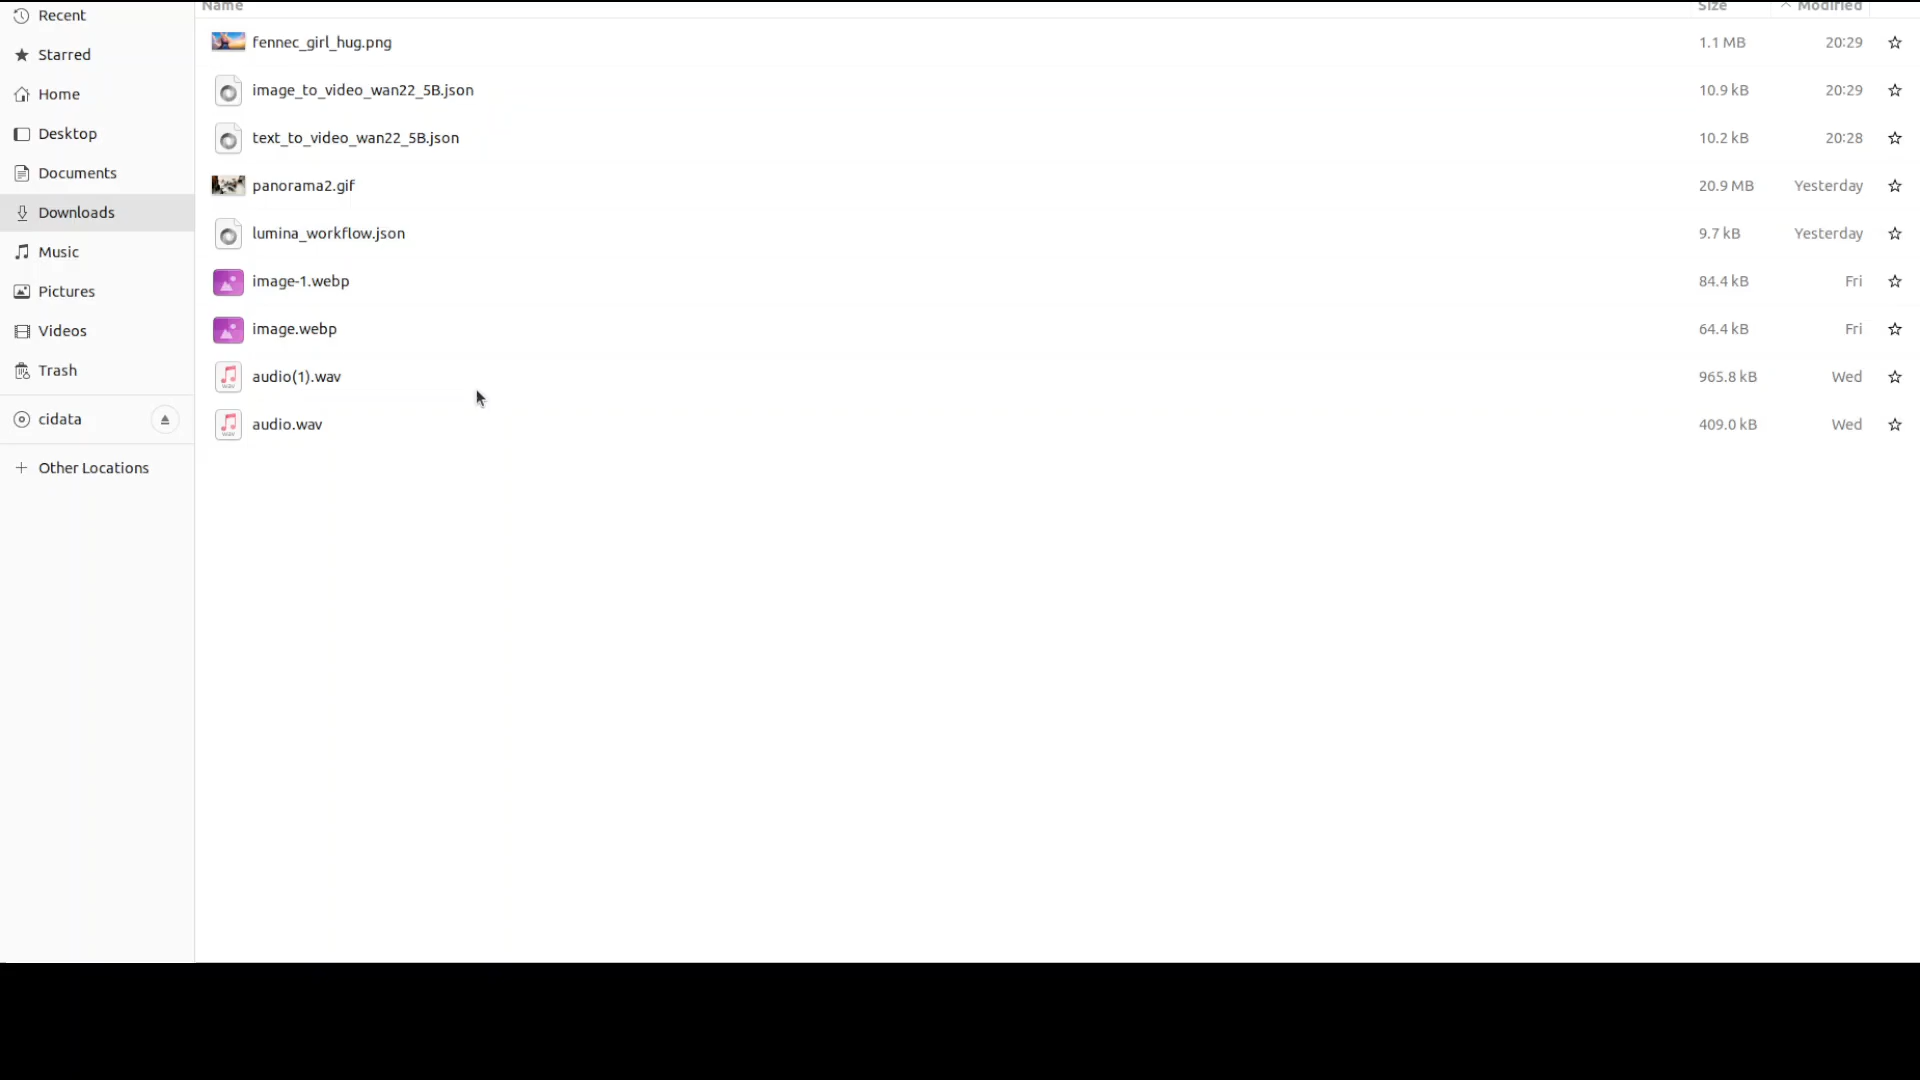 Recent
Starred
Home
Desktop
Documents
Downloads
Music
Pictures
Videos
Trash
cidata
Other Locations
Name Size Modified
fennec_girl_hug.png 1.1 MB 20:29
image_to_video_wan22_5B.json 10.9 kB 20:29
text_to_video_wan22_5B.json 10.2 kB 20:28
panorama2.gif 20.9 MB Yesterday
lumina_workflow.json 9.7 kB Yesterday
image-1.webp 84.4 kB Fri
image.webp 64.4 kB Fri
audio(1).wav 965.8 kB Wed
audio.wav 409.0 kB Wed